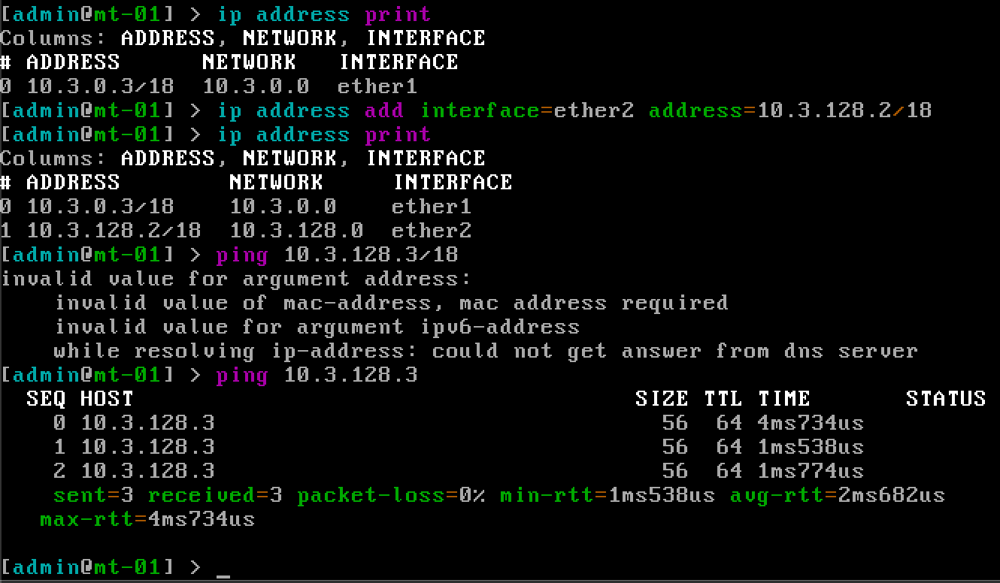 [admin@mt-01] > ip address print
Columns: ADDRESS, NETWORK, INTERFACE
# ADDRESS      NETWORK   INTERFACE
0 10.3.0.3/18  10.3.0.0  ether1
[admin@mt-01] > ip address add interface=ether2 address=10.3.128.2/18
[admin@mt-01] > ip address print
Columns: ADDRESS, NETWORK, INTERFACE
# ADDRESS        NETWORK     INTERFACE
0 10.3.0.3/18    10.3.0.0    ether1
1 10.3.128.2/18  10.3.128.0  ether2
[admin@mt-01] > ping 10.3.128.3/18
invalid value for argument address:
    invalid value of mac-address, mac address required
    invalid value for argument ipv6-address
    while resolving ip-address: could not get answer from dns server
[admin@mt-01] > ping 10.3.128.3
  SEQ HOST                                     SIZE TTL TIME       STATUS
    0 10.3.128.3                                 56  64 4ms734us
    1 10.3.128.3                                 56  64 1ms538us
    2 10.3.128.3                                 56  64 1ms774us
    sent=3 received=3 packet-loss=0% min-rtt=1ms538us avg-rtt=2ms682us
   max-rtt=4ms734us
[admin@mt-01] > _